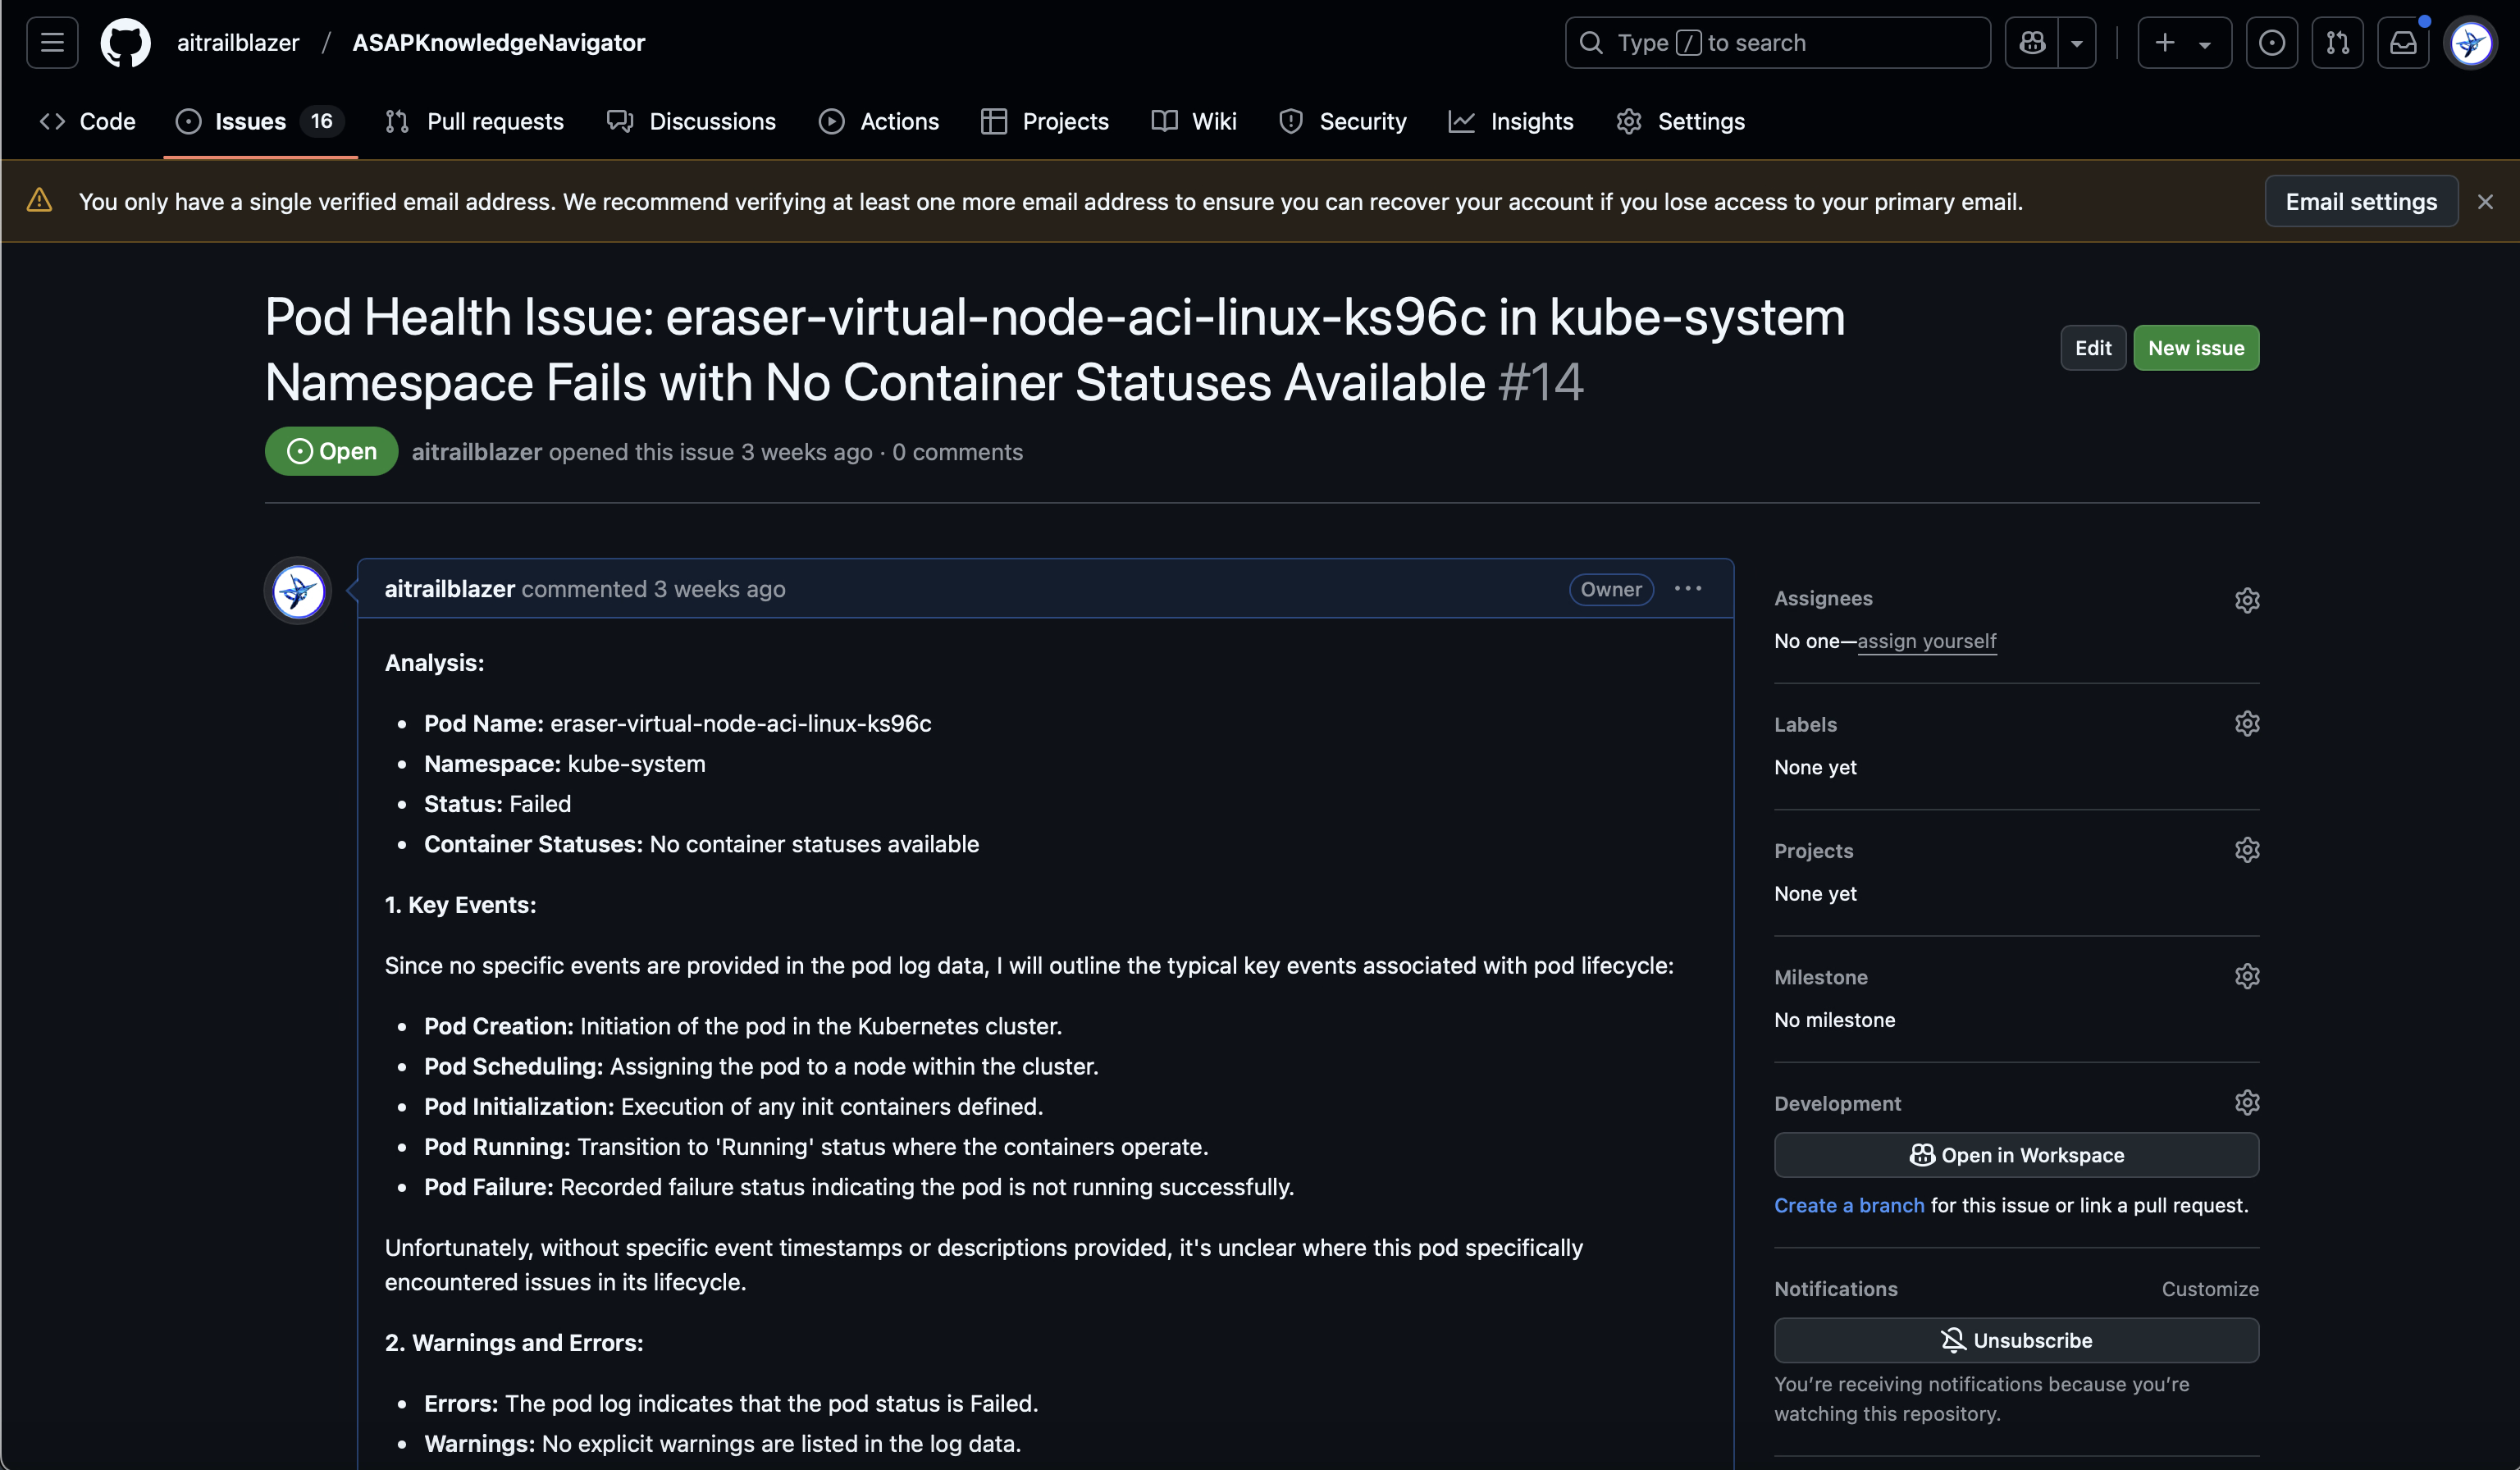 aitrailblazer / ASAPKnowledgeNavigator
Type / to search
Code
Issues 16
Pull requests
Discussions
Actions
Projects
Wiki
Security
Insights
Settings
You only have a single verified email address. We recommend verifying at least one more email address to ensure you can recover your account if you lose access to your primary email.
Email settings
Pod Health Issue: eraser-virtual-node-aci-linux-ks96c in kube-system
Namespace Fails with No Container Statuses Available #14
Edit
New issue
Open
aitrailblazer opened this issue 3 weeks ago · 0 comments
aitrailblazer commented 3 weeks ago
Owner
Analysis:
• Pod Name: eraser-virtual-node-aci-linux-ks96c
• Namespace: kube-system
• Status: Failed
• Container Statuses: No container statuses available
1. Key Events:
Since no specific events are provided in the pod log data, I will outline the typical key events associated with pod lifecycle:
• Pod Creation: Initiation of the pod in the Kubernetes cluster.
• Pod Scheduling: Assigning the pod to a node within the cluster.
• Pod Initialization: Execution of any init containers defined.
• Pod Running: Transition to 'Running' status where the containers operate.
• Pod Failure: Recorded failure status indicating the pod is not running successfully.
Unfortunately, without specific event timestamps or descriptions provided, it's unclear where this pod specifically
encountered issues in its lifecycle.
2. Warnings and Errors:
• Errors: The pod log indicates that the pod status is Failed.
• Warnings: No explicit warnings are listed in the log data.
Assignees
No one—assign yourself
Labels
None yet
Projects
None yet
Milestone
No milestone
Development
Open in Workspace
Create a branch for this issue or link a pull request.
Notifications
Customize
Unsubscribe
You're receiving notifications because you're
watching this repository.